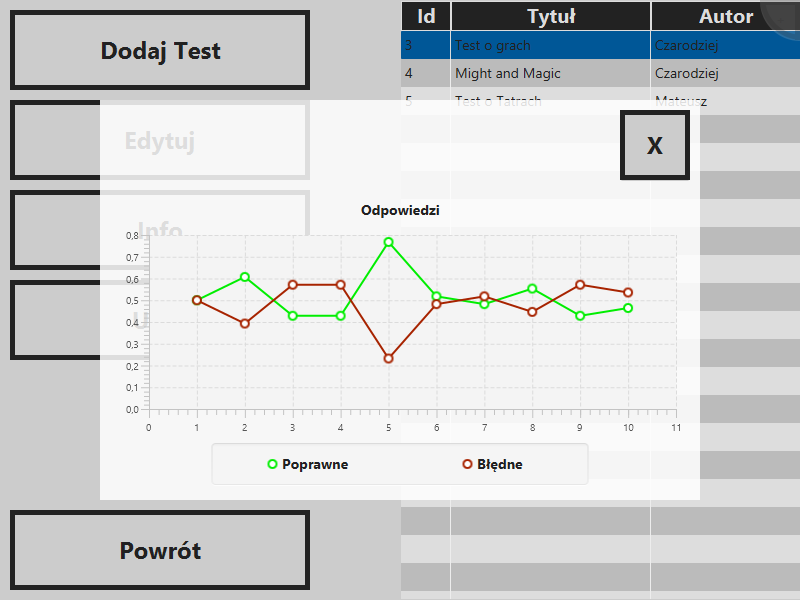 Dodaj Test
Id Tytuł Autor
3 Test o grach Czarodziej
4 Might and Magic Czarodziej
5 Test o Tatrach Mateusz
Edytuj
X
Info
Odpowiedzi
0,8
0,7
0,6
0,5
0,4
0,3
0,2
0,1
0,0
0 1 2 3 4 5 6 7 8 9 10 11
Poprawne Błędne
Powrót